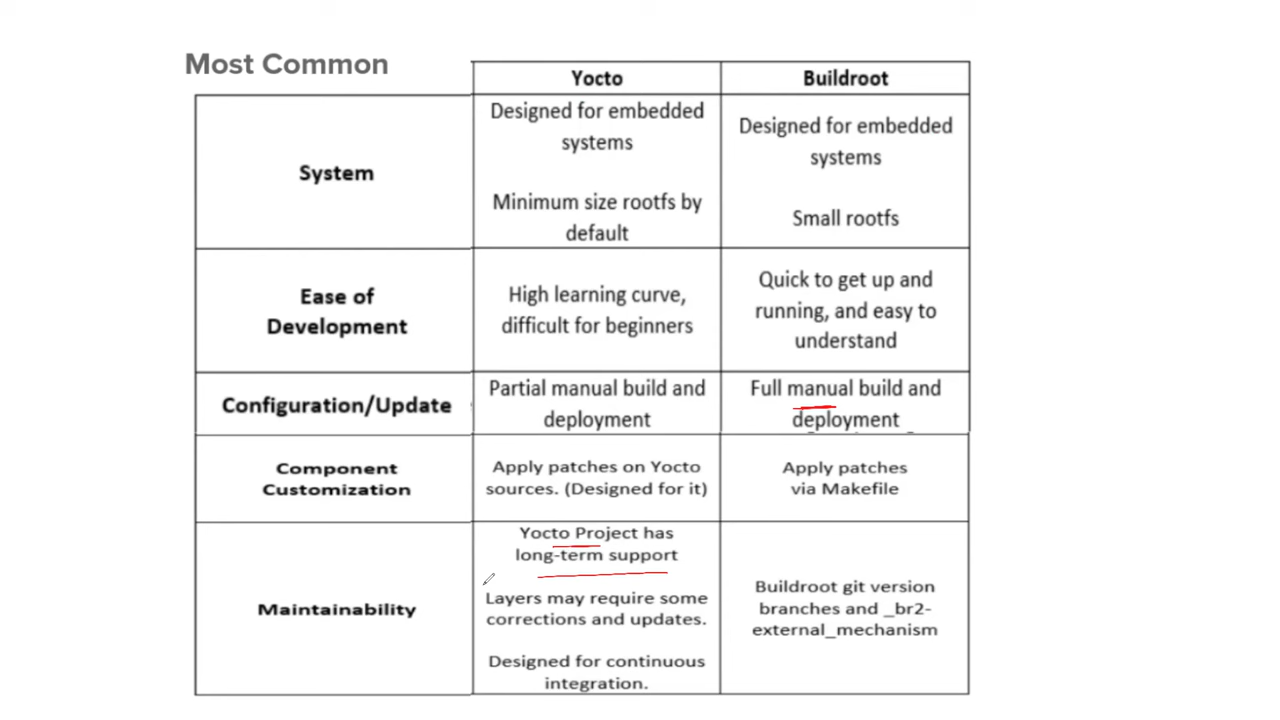 Most Common
Yocto
Buildroot
System
Designed for embedded
systems
Minimum size rootfs by
default
Designed for embedded
systems
Small rootfs
Ease of
Development
High learning curve,
difficult for beginners
Quick to get up and
running, and easy to
understand
Configuration/Update
Partial manual build and
deployment
Full manual build and
deployment
Component
Customization
Apply patches on Yocto
sources. (Designed for it)
Apply patches
via Makefile
Maintainability
Yocto Project has
long-term support
Layers may require some
corrections and updates.
Designed for continuous
integration.
Buildroot git version
branches and _br2-
external_mechanism